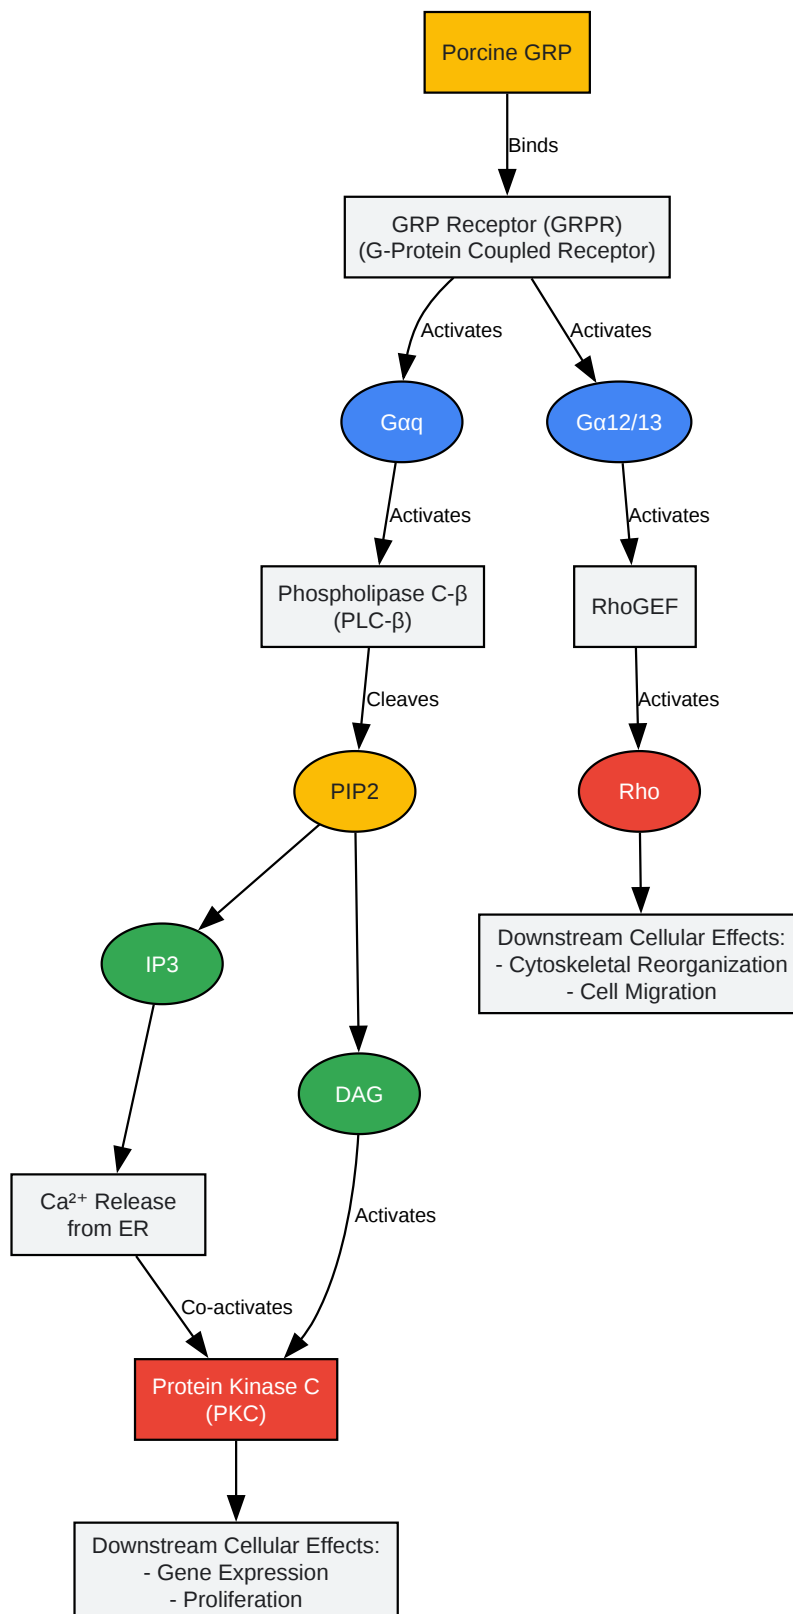 Porcine GRP
Binds
GRP Receptor (GRPR)
(G-Protein Coupled Receptor)
Activates
Activates
Gαq
Gα12/13
Activates
Activates
Phospholipase C-β
(PLC-β)
RhoGEF
Cleaves
Activates
PIP2
Rho
Downstream Cellular Effects:
- Cytoskeletal Reorganization
- Cell Migration
IP3
DAG
Ca²⁺ Release
from ER
Activates
Co-activates
Protein Kinase C
(PKC)
Downstream Cellular Effects:
- Gene Expression
- Proliferation